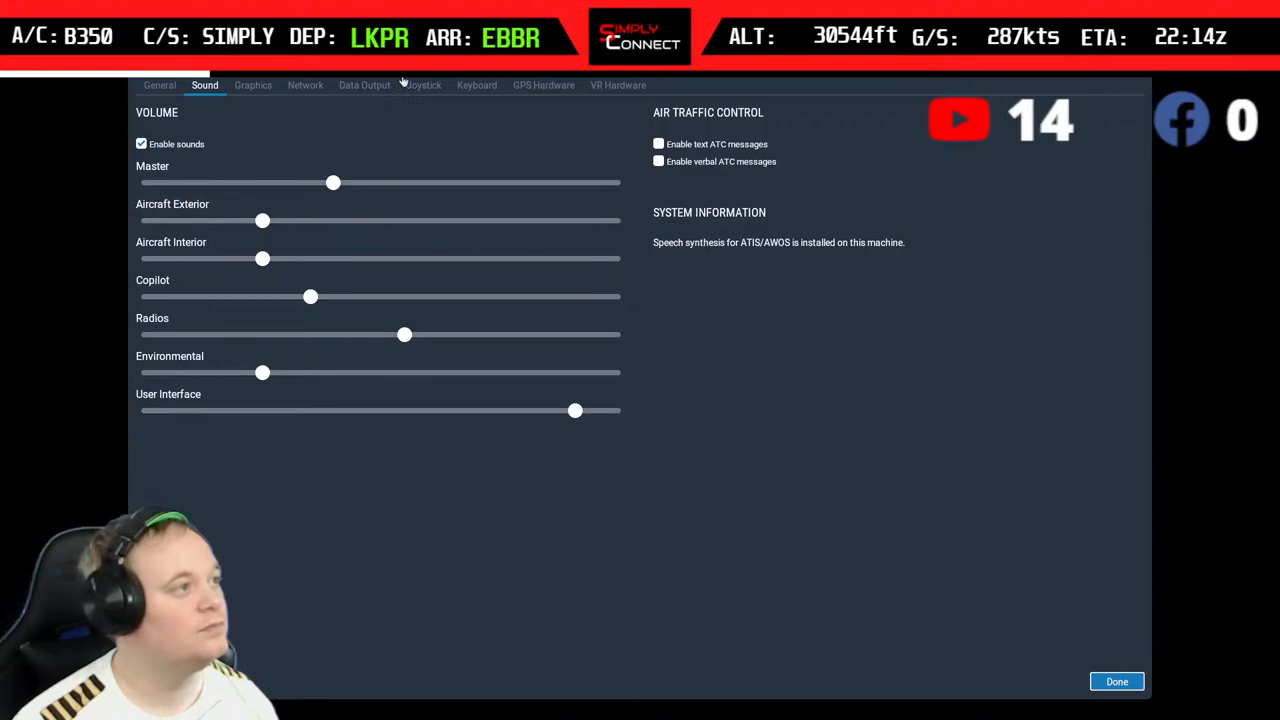 A/C: B350 C/S: SIMPLY DEP: LKPR ARR: EBBR SIMPLY CONNECT ALT: 30544ft G/S: 287kts ETA: 22:14z
General Sound Graphics Network Data Output Joystick Keyboard GPS Hardware VR Hardware
14 0
VOLUME
Enable sounds
Master
Aircraft Exterior
Aircraft Interior
Copilot
Radios
Environmental
User Interface
AIR TRAFFIC CONTROL
Enable text ATC messages
Enable verbal ATC messages
SYSTEM INFORMATION
Speech synthesis for ATIS/AWOS is installed on this machine.
Done